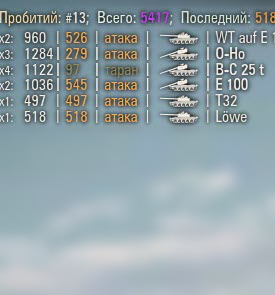 Пробитий: #13; Всего: 5417; Последний: 518
x2: 960 | 526 | атака | WT auf E 1
x3: 1284 | 279 | атака | O-Ho
x4: 1122 | 97 | таран | B-C 25 t
x2: 1036 | 545 | атака | E 100
x1: 497 | 497 | атака | T32
x1: 518 | 518 | атака | Löwe